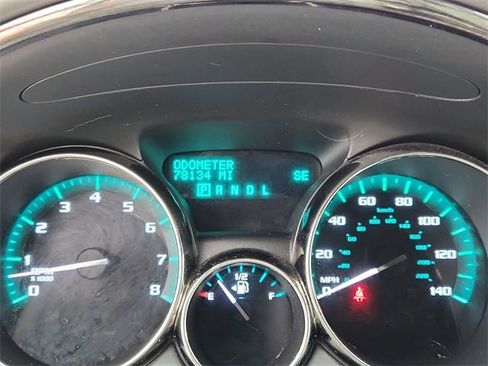 ODOMETER
78134 MI SE
P R N D L
0 1 2 3 4 5 6 7 8
RPM
X 1000
E 1/2 F
0 20 40 60 80 100 120 140
MPH
km/h